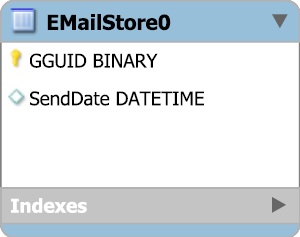 EMailStore0
GGUID BINARY
SendDate DATETIME
Indexes